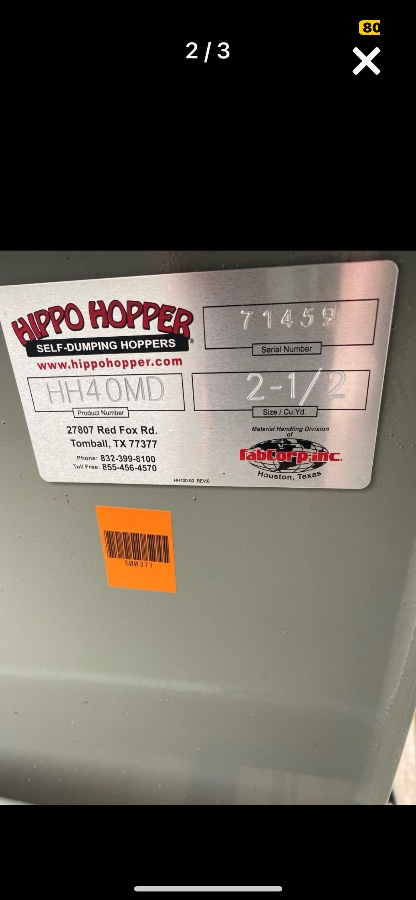 80
2/3
HIPPO HOPPER
SELF-DUMPING HOPPERS
www.hippohopper.com
71459
Serial Number
HH40MD
Product Number
2-1/2
Size / Cu.Yd.
27807 Red Fox Rd.
Tomball, TX 77377
Phone: 832-399-8100
Toll Free: 855-456-4570
Material Handling Division
of
fabcorp,inc.
Houston, Texas
500371